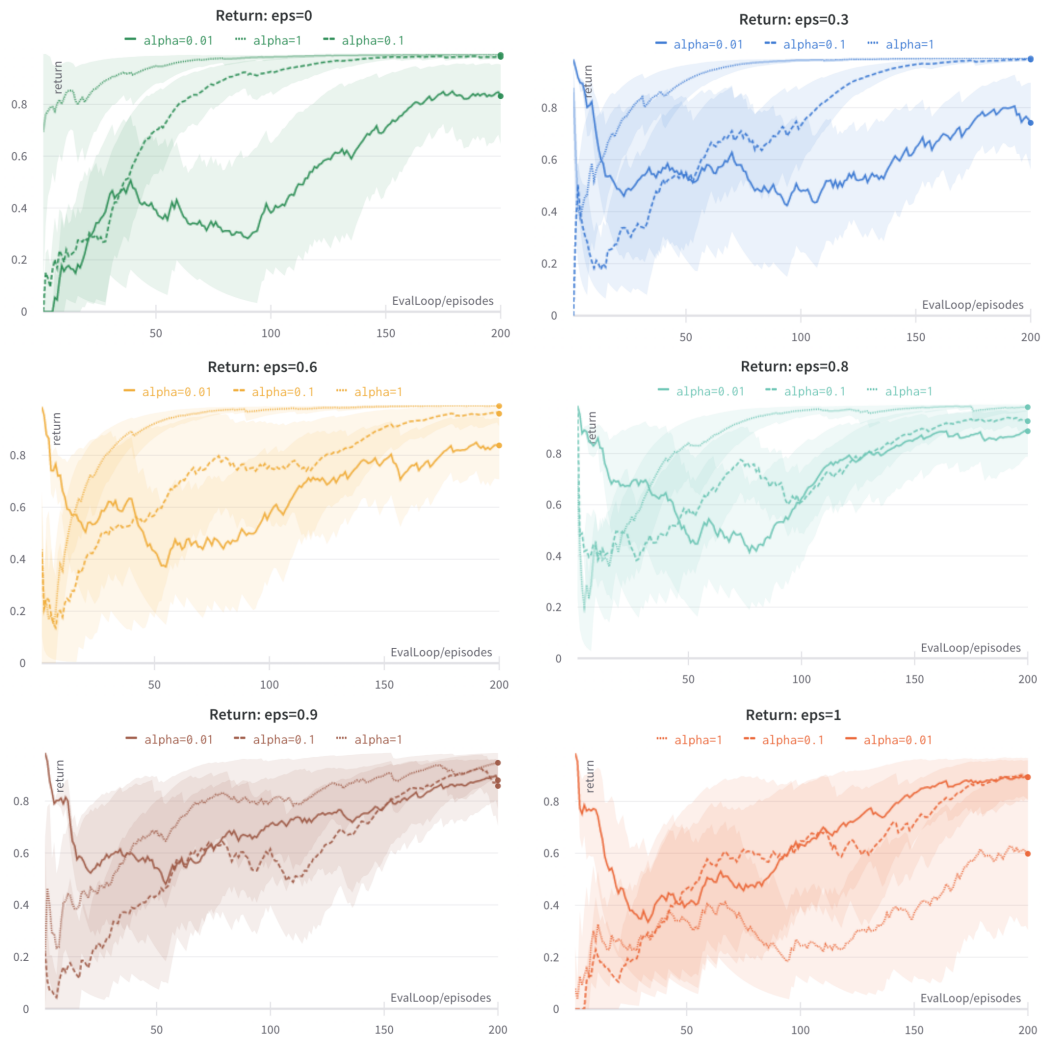 Return: eps=0
alpha=0.01 alpha=1 alpha=0.1
return
0.8
0.6
0.4
0.2
0
EvalLoop/episodes
50 100 150 200
Return: eps=0.3
alpha=0.01 alpha=0.1 alpha=1
return
0.8
0.6
0.4
0.2
0
EvalLoop/episodes
50 100 150 200
Return: eps=0.6
alpha=0.01 alpha=0.1 alpha=1
return
0.8
0.6
0.4
0.2
0
EvalLoop/episodes
50 100 150 200
Return: eps=0.8
alpha=0.01 alpha=0.1 alpha=1
return
0.8
0.6
0.4
0.2
0
EvalLoop/episodes
50 100 150 200
Return: eps=0.9
alpha=0.01 alpha=0.1 alpha=1
return
0.8
0.6
0.4
0.2
0
EvalLoop/episodes
50 100 150 200
Return: eps=1
alpha=1 alpha=0.1 alpha=0.01
return
0.8
0.6
0.4
0.2
0
EvalLoop/episodes
50 100 150 200